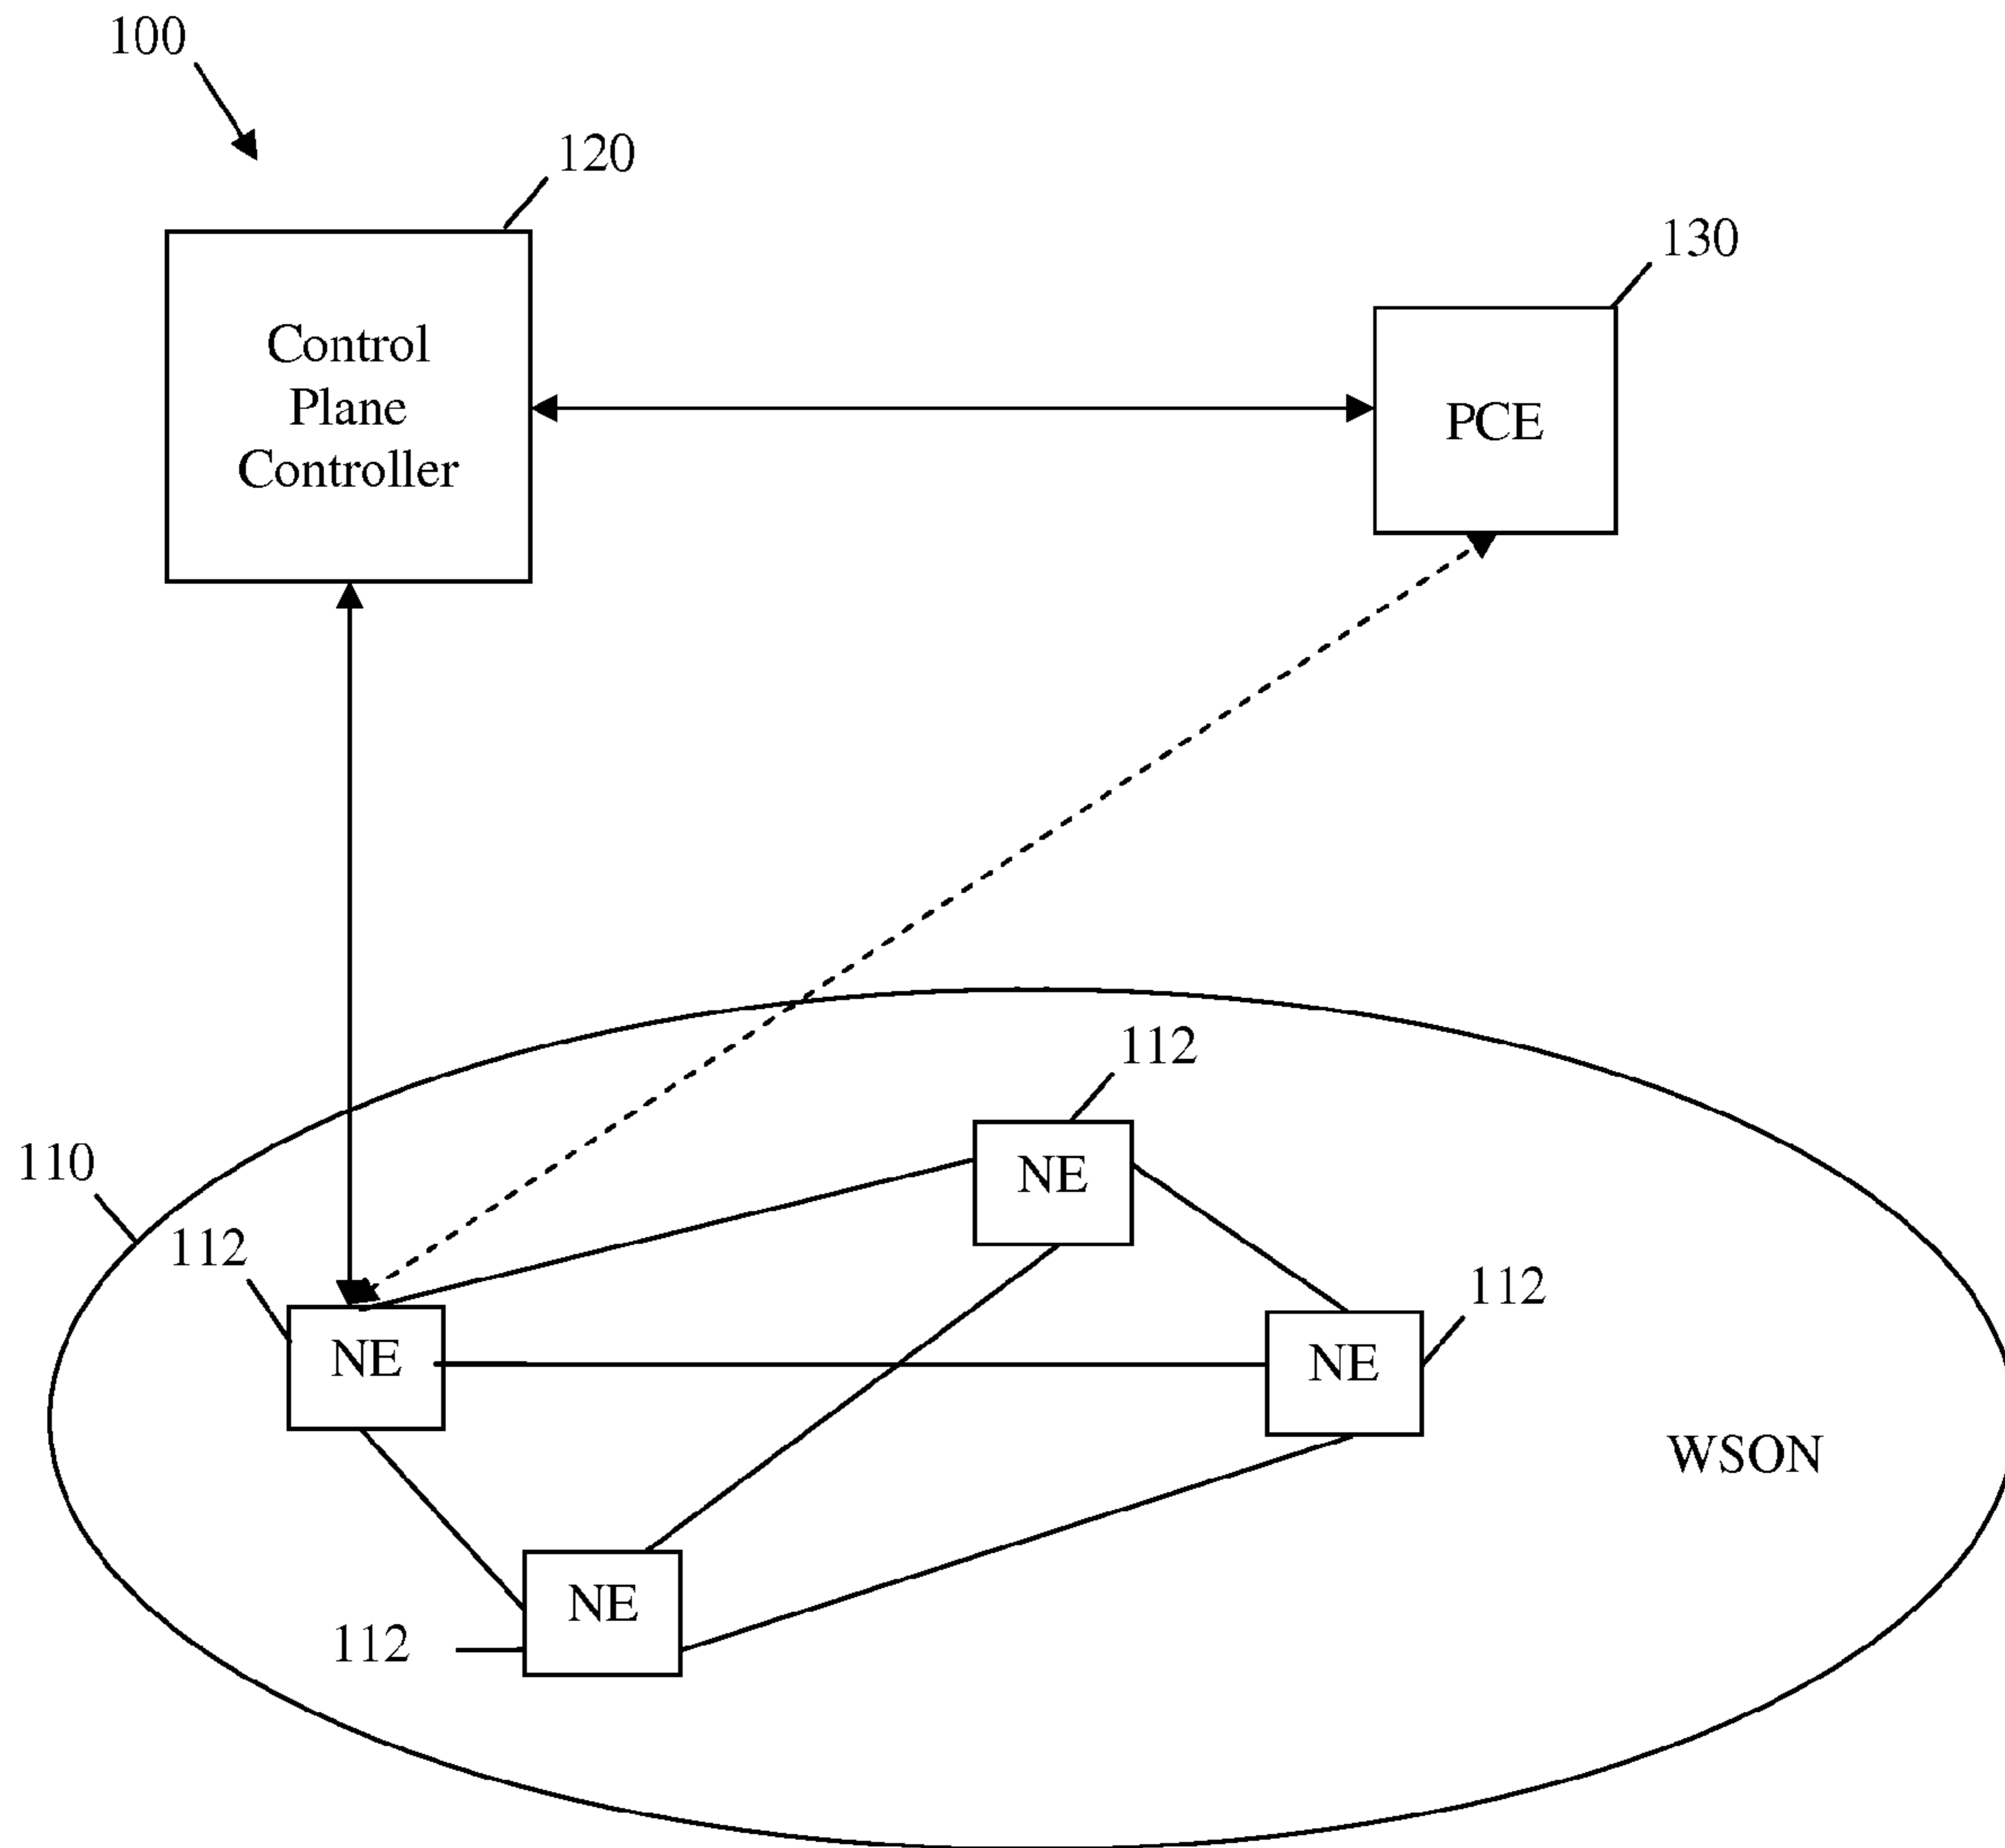 100
120
130
Control
Plane
Controller
PCE
112
110
NE
112
112
NE
NE
WSON
NE
112